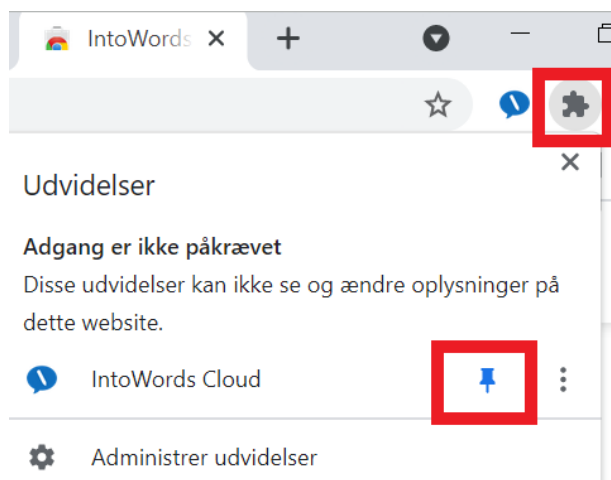 IntoWords
Udvidelser
Adgang er ikke påkrævet
Disse udvidelser kan ikke se og ændre oplysninger på
dette website.
IntoWords Cloud
Administrer udvidelser